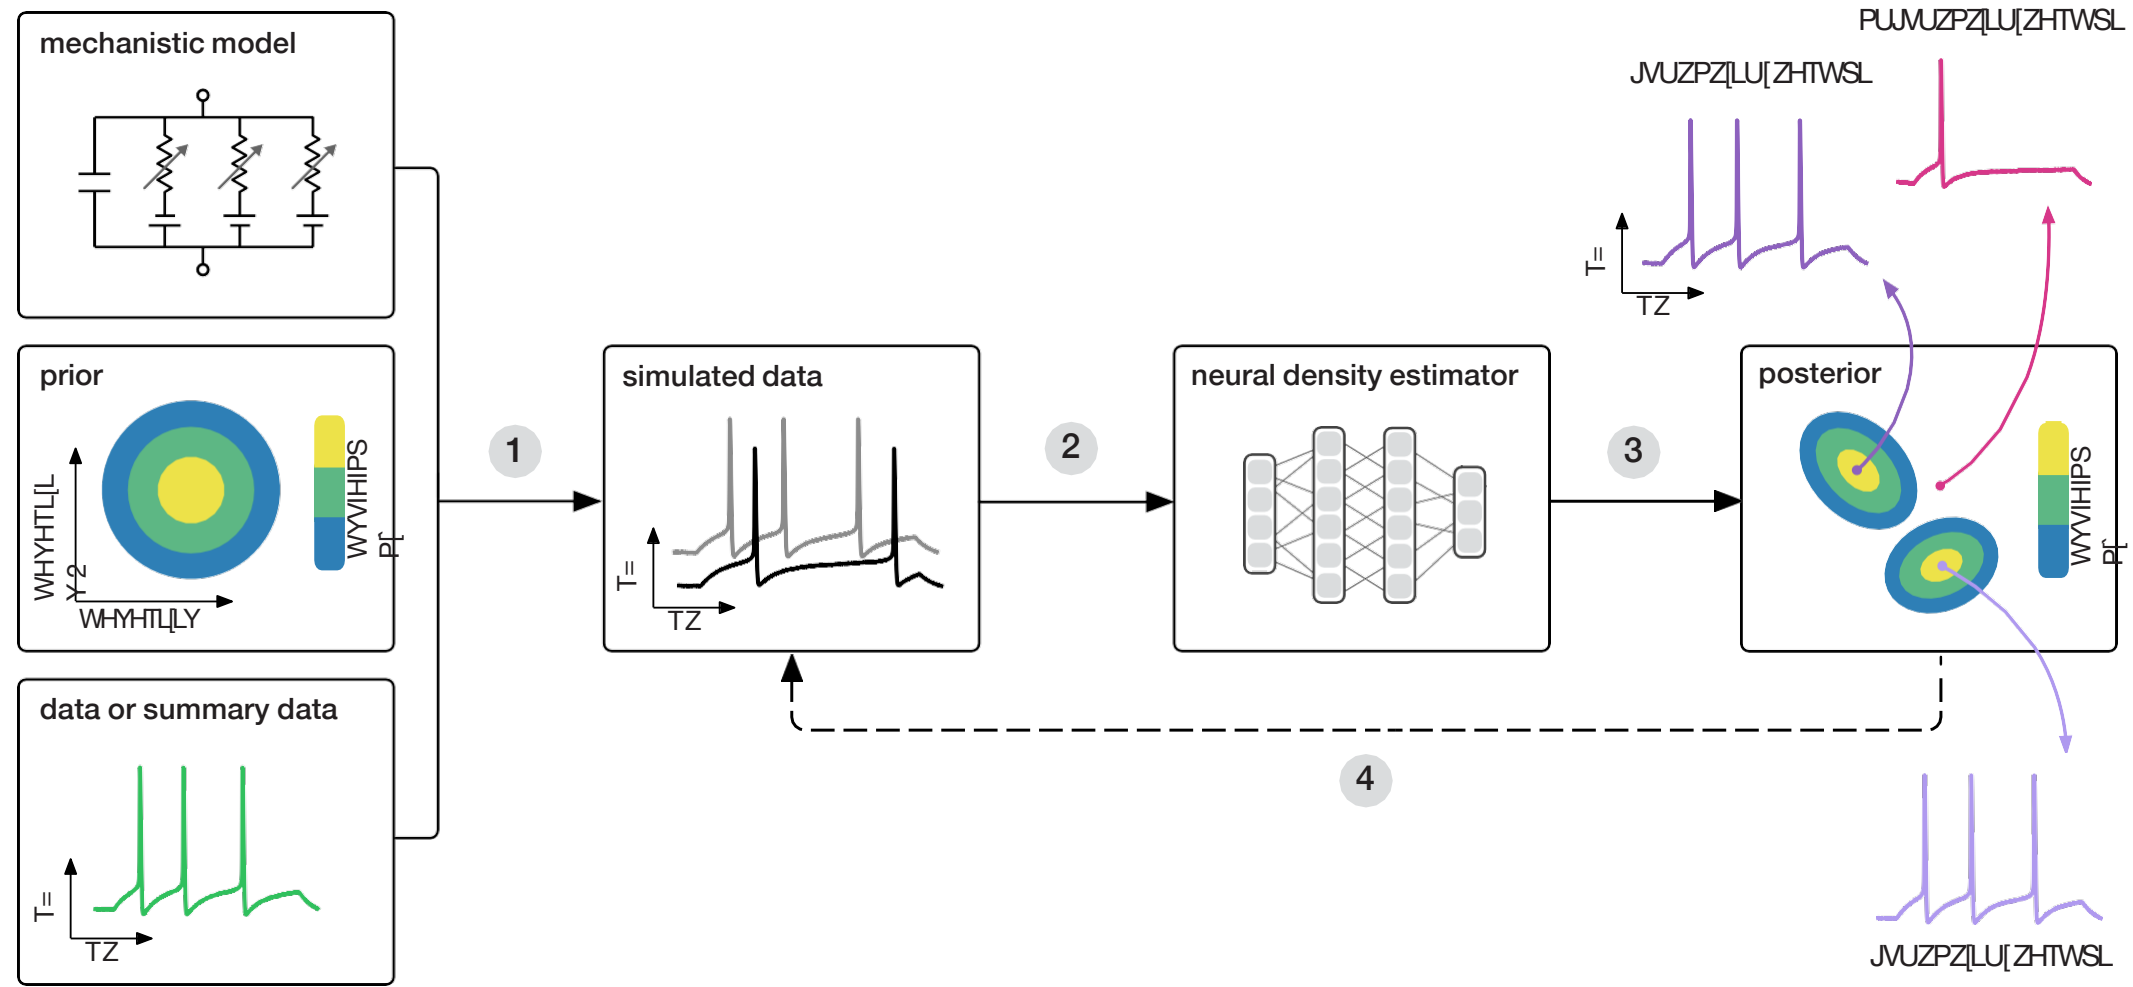 mechanistic model
prior
WHYHTL[L
Y 2
WHYHTL[LY
WYVIHIPS
P[`
data or summary data
T=
TZ
1
simulated data
T=
TZ
2
neural density estimator
3
posterior
WYVIHIPS
P[`
4
JVUZPZ[LU[ ZHTWSL
T=
TZ
PUJVUZPZ[LU[ ZHTWSL
JVUZPZ[LU[ ZHTWSL